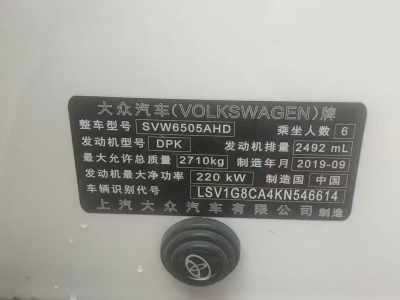 大众汽车(VOLKSWAGEN)牌
整车型号 SVW6505AHD 乘坐人数 6
发动机型号 DPK 发动机排量 2492 mL
最大允许总质量 2710kg 制造年月 2019-09
发动机最大净功率 220 kW 制造国 中国
车辆识别代号 LSV1G8CA4KN546614
上汽大众汽车有限公司 制造